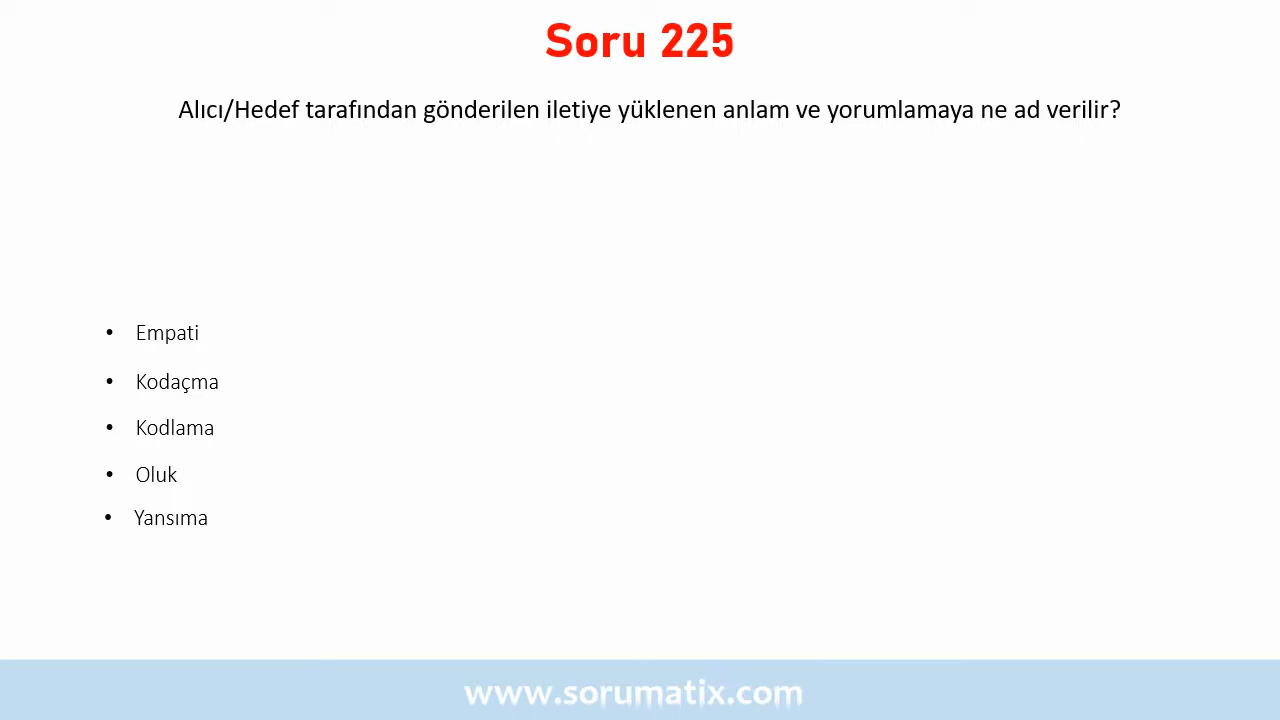 Soru 225
Alıcı/Hedef tarafından gönderilen iletiye yüklenen anlam ve yorumlamaya ne ad verilir?
• Empati
• Kodaçma
• Kodlama
• Oluk
• Yansıma
www.sorumatix.com